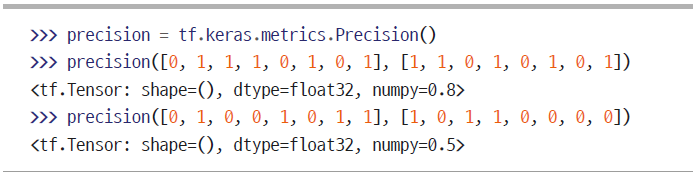 >>> precision = tf.keras.metrics.Precision()
>>> precision([0, 1, 1, 1, 0, 1, 0, 1], [1, 1, 0, 1, 0, 1, 0, 1])
<tf.Tensor: shape=(), dtype=float32, numpy=0.8>
>>> precision([0, 1, 0, 0, 1, 0, 1, 1], [1, 0, 1, 1, 0, 0, 0, 0])
<tf.Tensor: shape=(), dtype=float32, numpy=0.5>